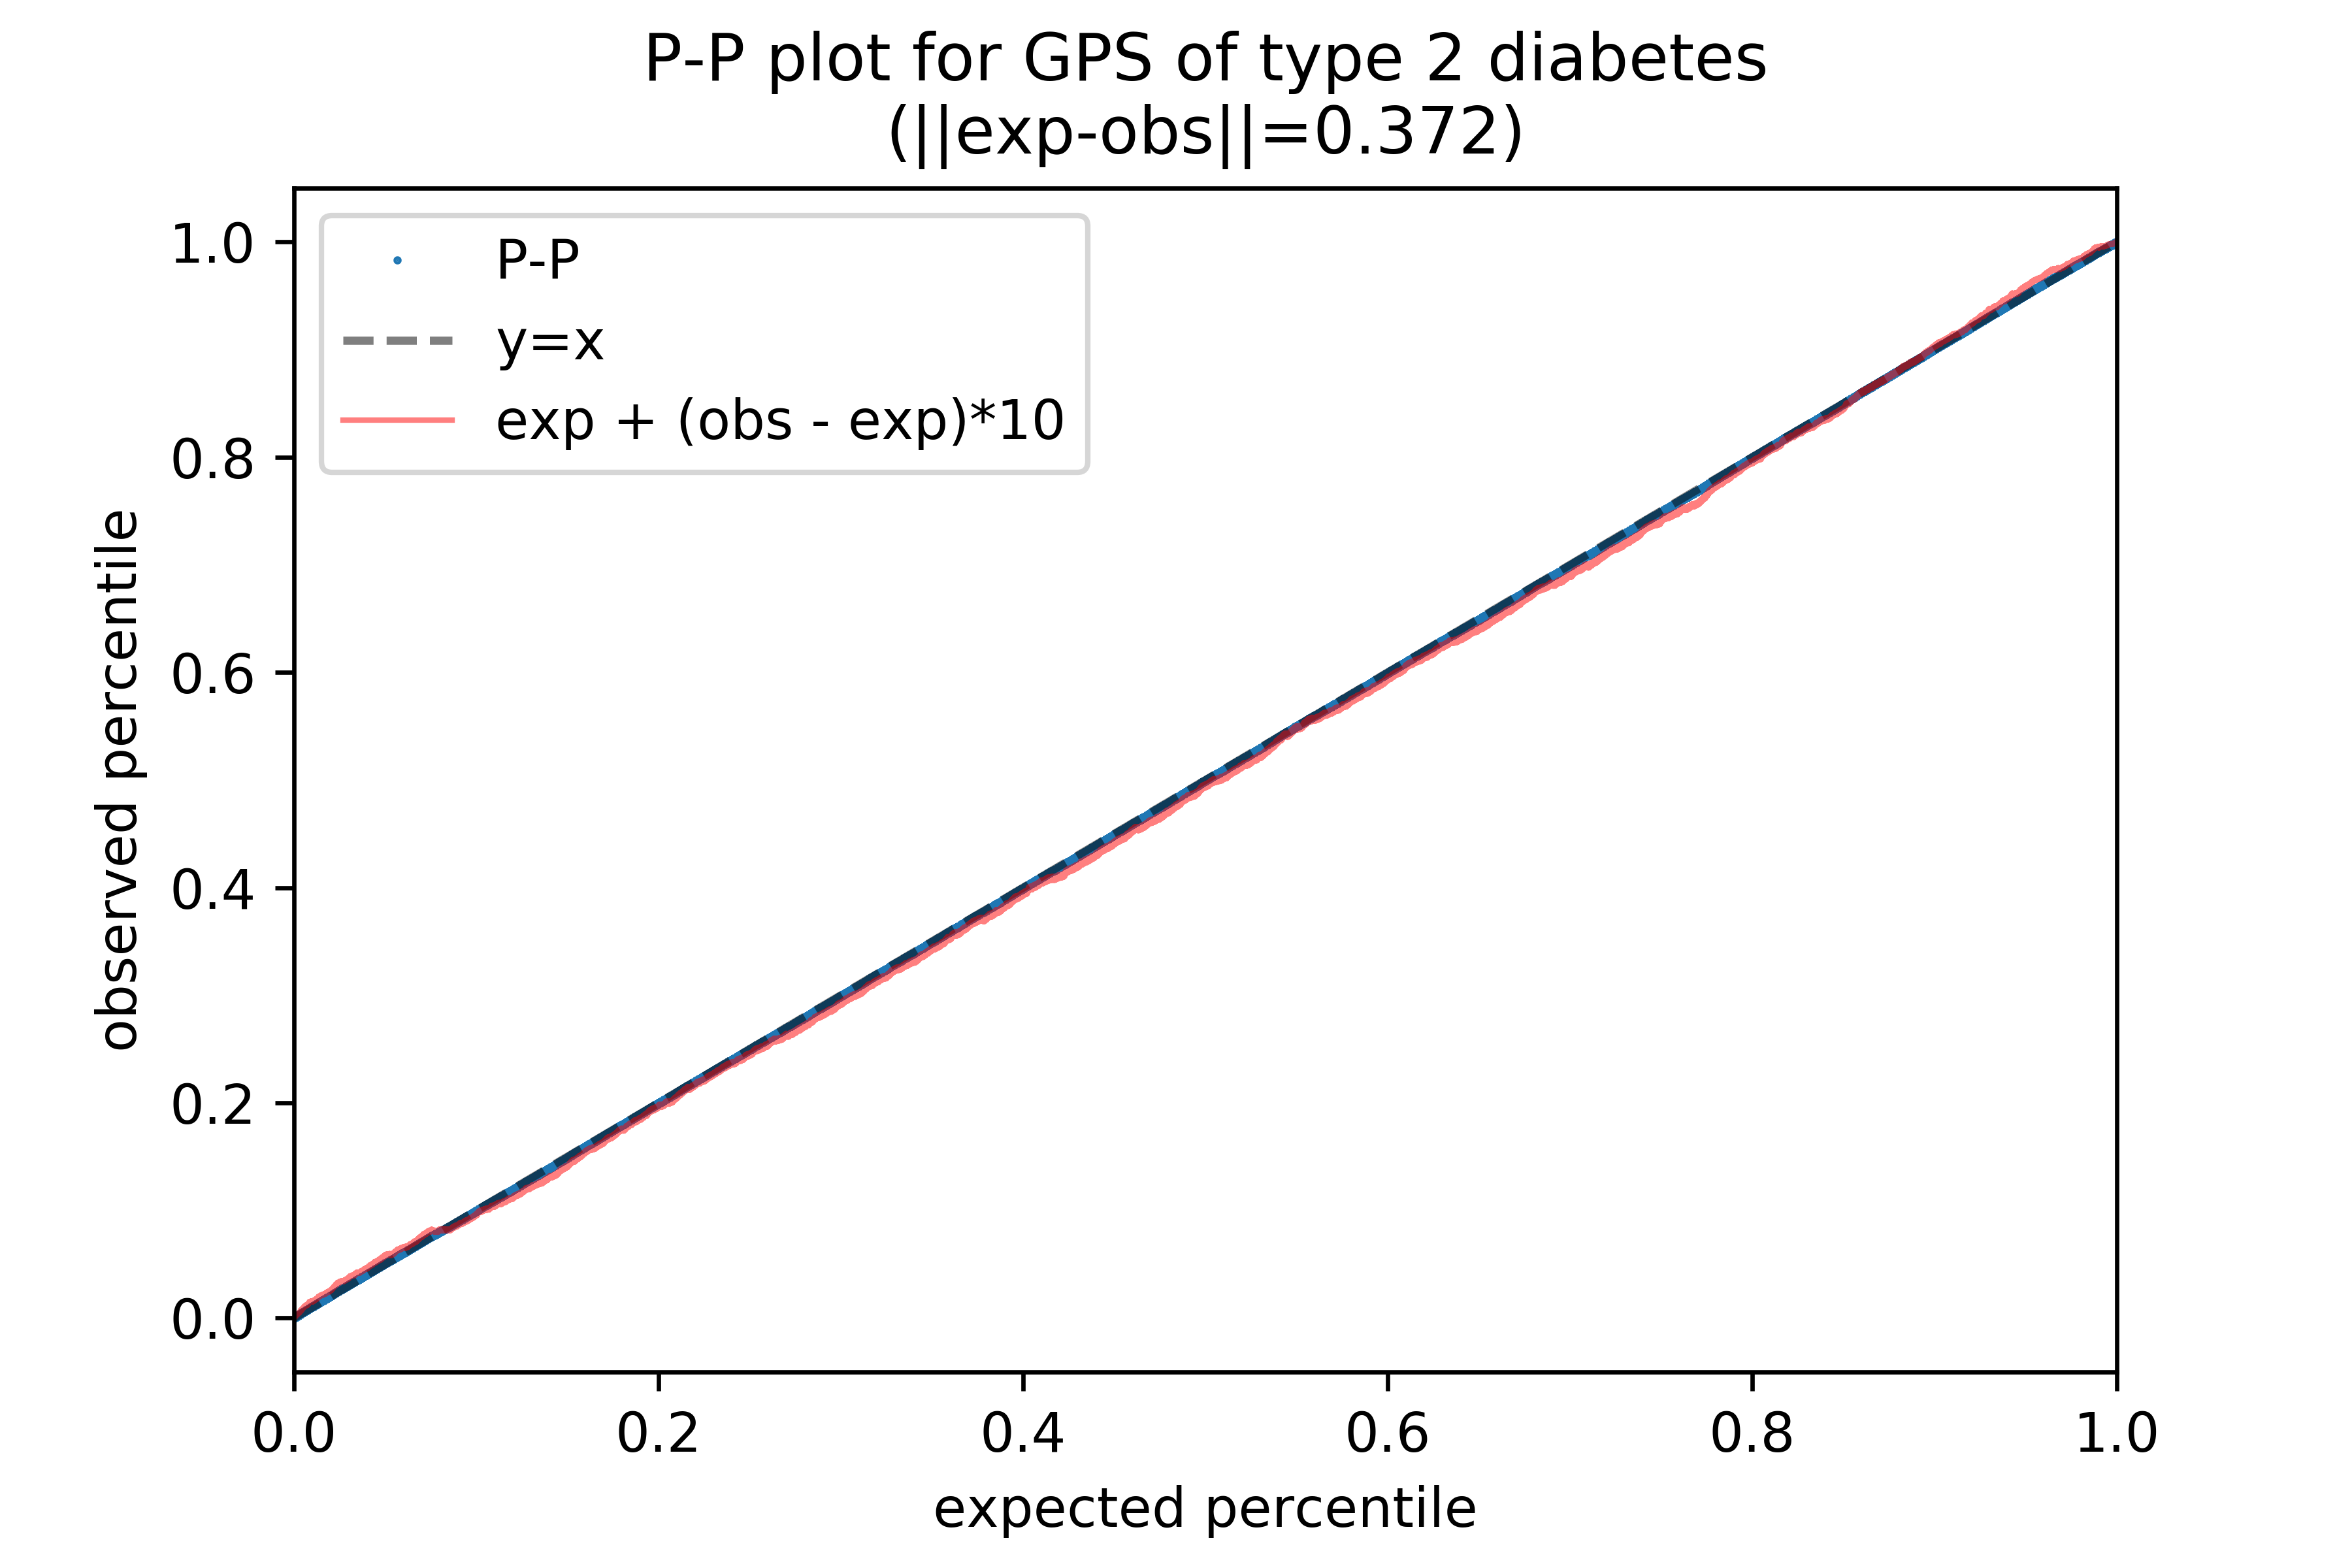 P-P plot for GPS of type 2 diabetes
(||exp-obs||=0.372)
P-P
y=x
exp + (obs - exp)*10
observed percentile
1.0
0.8
0.6
0.4
0.2
0.0
0.0 0.2 0.4 0.6 0.8 1.0
expected percentile